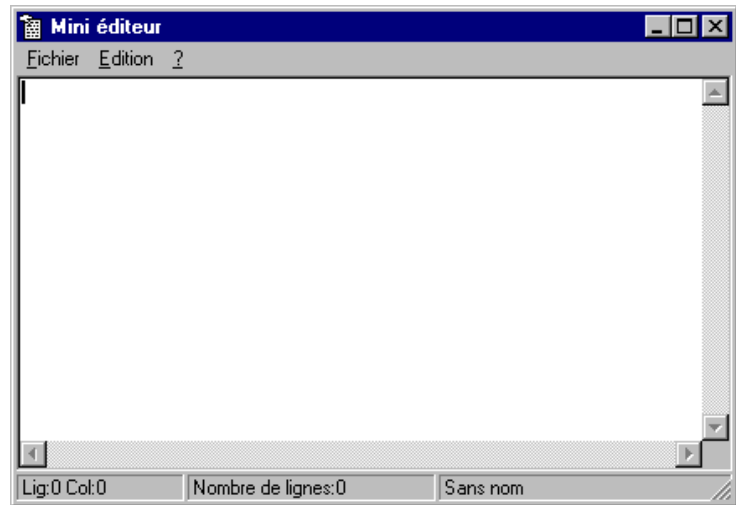 Mini éditeur
Fichier Edition ?
Lig:0 Col:0 Nombre de lignes:0 Sans nom